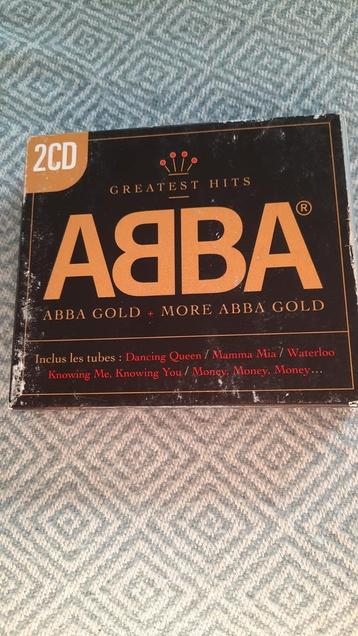 2CD
GREATEST HITS
ABBA®
ABBA GOLD + MORE ABBA GOLD
Inclus les tubes : Dancing Queen / Mamma Mia / Waterloo
Knowing Me, Knowing You / Money, Money, Money...